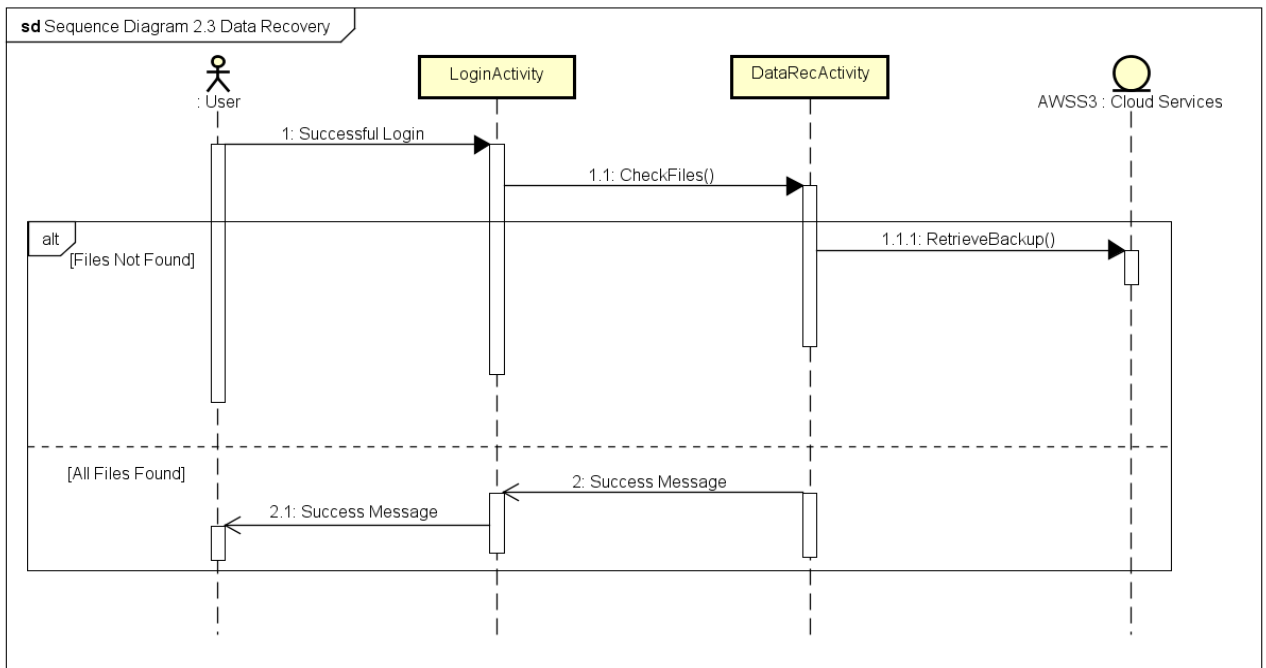 sd Sequence Diagram 2.3 Data Recovery
: User
LoginActivity
DataRecActivity
AWSS3 : Cloud Services
1: Successful Login
1.1: CheckFiles()
alt
[Files Not Found]
1.1.1: RetrieveBackup()
[All Files Found]
2: Success Message
2.1: Success Message